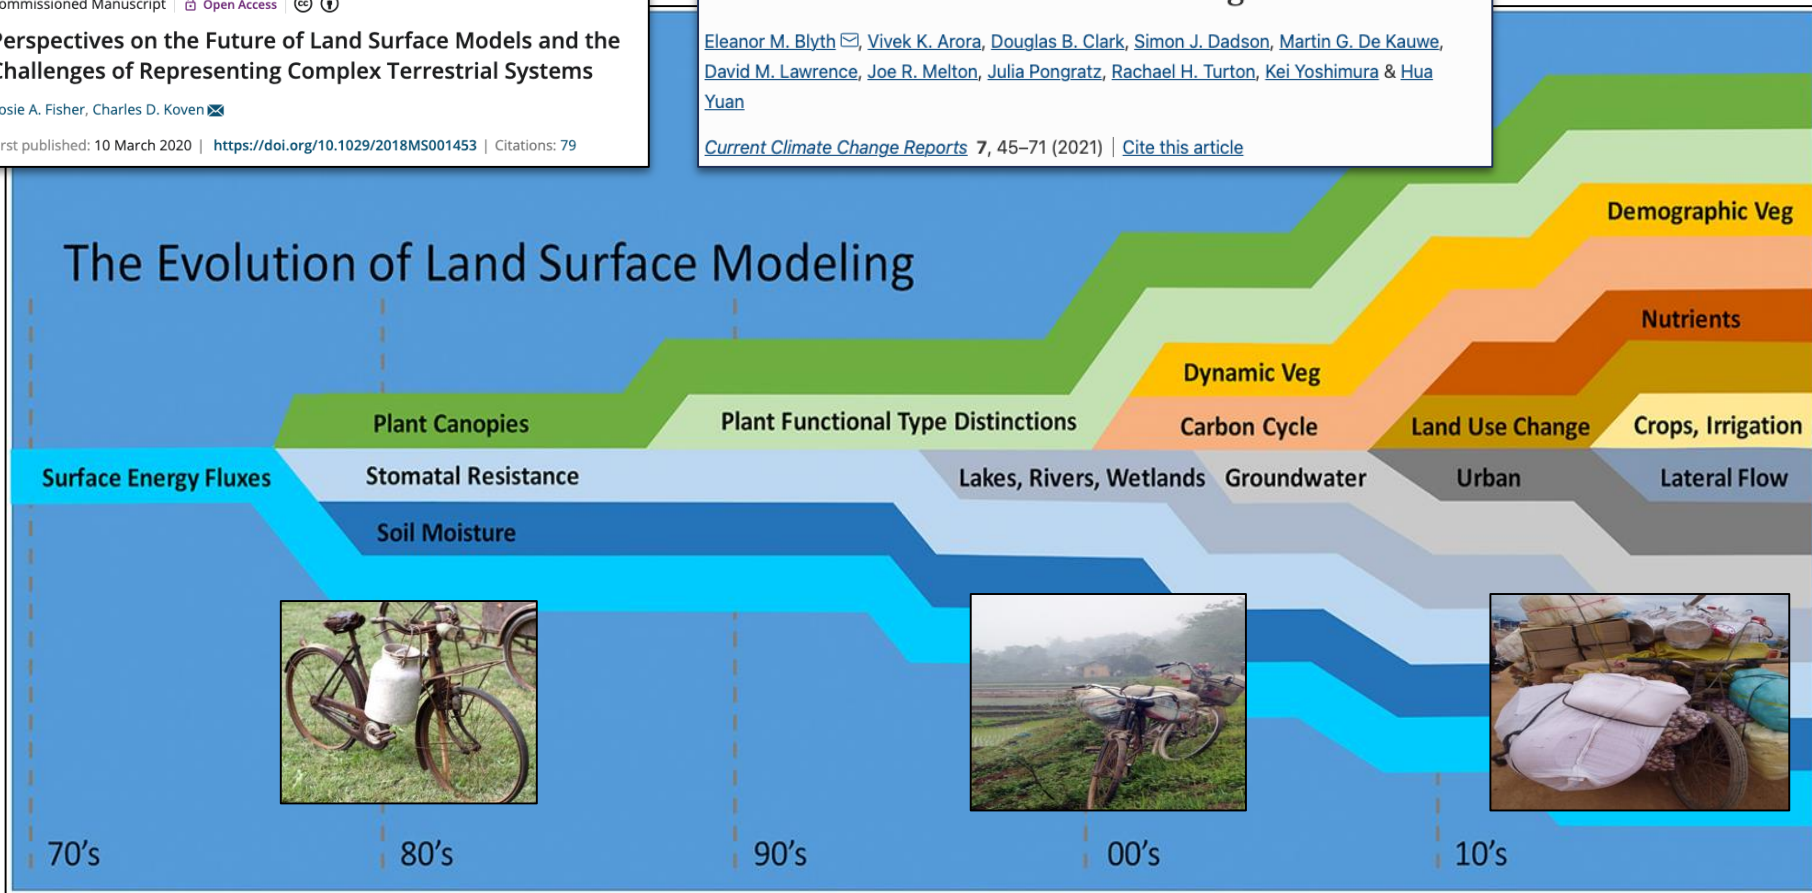 ommissioned Manuscript | Open Access |
Perspectives on the Future of Land Surface Models and the
Challenges of Representing Complex Terrestrial Systems
osie A. Fisher, Charles D. Koven
rst published: 10 March 2020 | https://doi.org/10.1029/2018MS001453 | Citations: 79
Eleanor M. Blyth, Vivek K. Arora, Douglas B. Clark, Simon J. Dadson, Martin G. De Kauwe,
David M. Lawrence, Joe R. Melton, Julia Pongratz, Rachael H. Turton, Kei Yoshimura & Hua
Yuan
Current Climate Change Reports 7, 45–71 (2021) | Cite this article
The Evolution of Land Surface Modeling
Demographic Veg
Nutrients
Dynamic Veg
Plant Canopies
Plant Functional Type Distinctions
Carbon Cycle
Land Use Change
Crops, Irrigation
Surface Energy Fluxes
Stomatal Resistance
Lakes, Rivers, Wetlands
Groundwater
Urban
Lateral Flow
Soil Moisture
70's
80's
90's
00's
10's